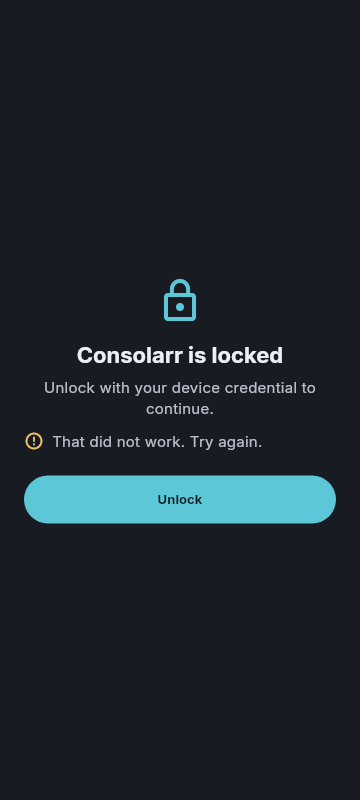 Consolarr is locked
Unlock with your device credential to
continue.
That did not work. Try again.
Unlock